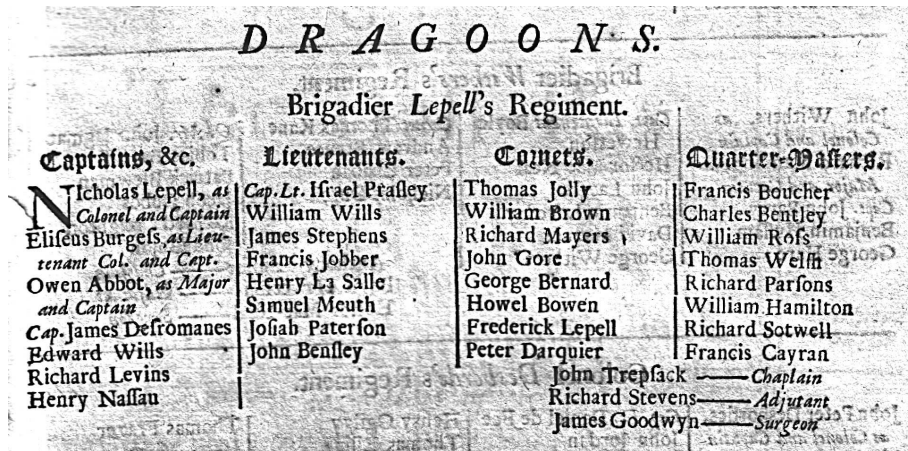 DRAGOONS.
Brigadier Lepell's Regiment.
Captains, &c.
NIcholas Lepell, as
Colonel and Captain
Eliſeus Burgeſs, as Lieu-
tenant Col. and Capt.
Owen Abbot, as Major
and Captain
Cap. James Deſromanes
Edward Wills
Richard Levins
Henry Naſſau
Lieutenants.
Cap. Lt. Iſrael Praſley
William Wills
James Stephens
Francis Jobber
Henry La Salle
Samuel Meuth
Joſiah Paterſon
John Benſley
Cornets.
Thomas Jolly
William Brown
Richard Mayers
John Gore
George Bernard
Howel Bowen
Frederick Lepell
Peter Darquier
Quarter-Maſters.
Francis Boucher
Charles Bentley
William Roſs
Thomas Welſh
Richard Parſons
William Hamilton
Richard Sotwell
Francis Cayran
John Trepſack —— Chaplain
Richard Stevens —— Adjutant
James Goodwyn —— Surgeon